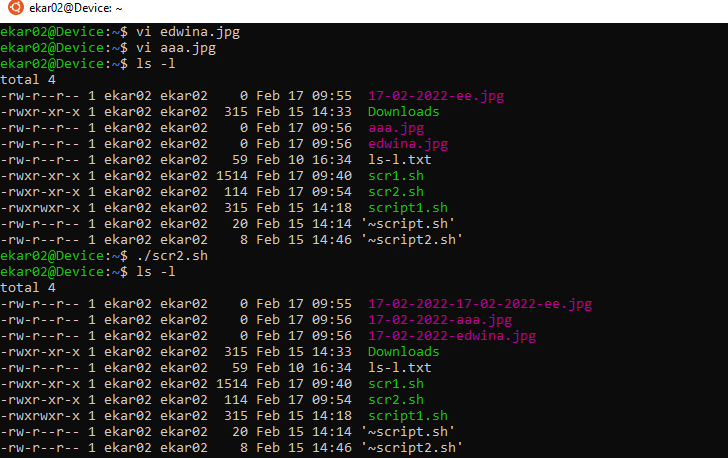 ekar02@Device: ~
ekar02@Device:~$ vi edwina.jpg
ekar02@Device:~$ vi aaa.jpg
ekar02@Device:~$ ls -l
total 4
-rw-r--r-- 1 ekar02 ekar02    0 Feb 17 09:55  17-02-2022-ee.jpg
-rwxr-xr-x 1 ekar02 ekar02  315 Feb 15 14:33  Downloads
-rw-r--r-- 1 ekar02 ekar02    0 Feb 17 09:56  aaa.jpg
-rw-r--r-- 1 ekar02 ekar02    0 Feb 17 09:56  edwina.jpg
-rw-r--r-- 1 ekar02 ekar02   59 Feb 10 16:34  ls-l.txt
-rwxr-xr-x 1 ekar02 ekar02 1514 Feb 17 09:40  scr1.sh
-rwxr-xr-x 1 ekar02 ekar02  114 Feb 17 09:54  scr2.sh
-rwxrwxr-x 1 ekar02 ekar02  315 Feb 15 14:18  script1.sh
-rw-r--r-- 1 ekar02 ekar02   20 Feb 15 14:14 '~script.sh'
-rw-r--r-- 1 ekar02 ekar02    8 Feb 15 14:46 '~script2.sh'
ekar02@Device:~$ ./scr2.sh
ekar02@Device:~$ ls -l
total 4
-rw-r--r-- 1 ekar02 ekar02    0 Feb 17 09:55  17-02-2022-17-02-2022-ee.jpg
-rw-r--r-- 1 ekar02 ekar02    0 Feb 17 09:56  17-02-2022-aaa.jpg
-rw-r--r-- 1 ekar02 ekar02    0 Feb 17 09:56  17-02-2022-edwina.jpg
-rwxr-xr-x 1 ekar02 ekar02  315 Feb 15 14:33  Downloads
-rw-r--r-- 1 ekar02 ekar02   59 Feb 10 16:34  ls-l.txt
-rwxr-xr-x 1 ekar02 ekar02 1514 Feb 17 09:40  scr1.sh
-rwxr-xr-x 1 ekar02 ekar02  114 Feb 17 09:54  scr2.sh
-rwxrwxr-x 1 ekar02 ekar02  315 Feb 15 14:18  script1.sh
-rw-r--r-- 1 ekar02 ekar02   20 Feb 15 14:14 '~script.sh'
-rw-r--r-- 1 ekar02 ekar02    8 Feb 15 14:46 '~script2.sh'